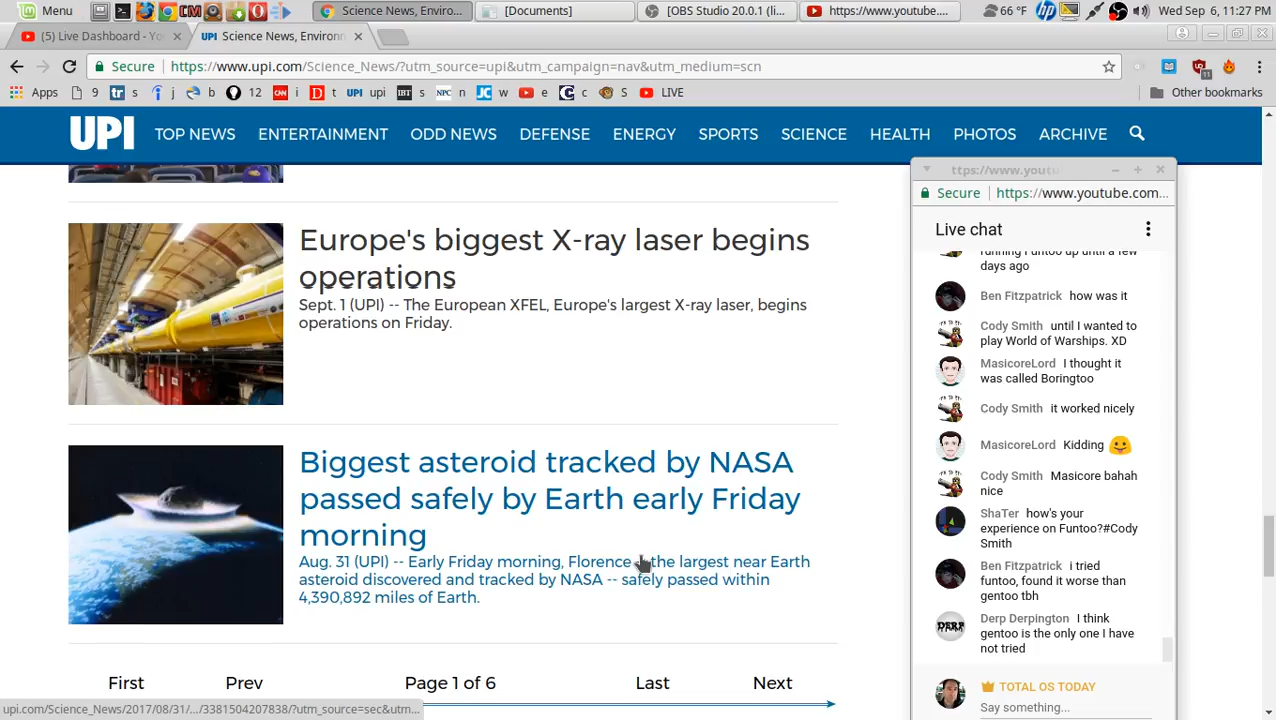 Menu
Science News, Enviro...
[Documents]
[OBS Studio 20.0.1 (li...
https://www.youtube....
66 °F
Wed Sep 6, 11:27 PM
(5) Live Dashboard - Yo
UPI Science News, Environ
Secure https://www.upi.com/Science_News/?utm_source=upi&utm_campaign=nav&utm_medium=scn
Apps 9 tr s j b 12 i t UPI upi IBT s NPC n JC w e c S LIVE Other bookmarks
UPI TOP NEWS ENTERTAINMENT ODD NEWS DEFENSE ENERGY SPORTS SCIENCE HEALTH PHOTOS ARCHIVE
Europe's biggest X-ray laser begins
operations
Sept. 1 (UPI) -- The European XFEL, Europe's largest X-ray laser, begins
operations on Friday.
Biggest asteroid tracked by NASA
passed safely by Earth early Friday
morning
Aug. 31 (UPI) -- Early Friday morning, Florence the largest near Earth
asteroid discovered and tracked by NASA -- safely passed within
4,390,892 miles of Earth.
First Prev Page 1 of 6 Last Next
upi.com/Science_News/2017/08/31/.../3381504207838/?utm_source=sec&utm...
ttps://www.yout
Secure https://www.youtube.com...
Live chat
running Funtoo up until a few
days ago
Ben Fitzpatrick how was it
Cody Smith until I wanted to
play World of Warships. XD
MasicoreLord I thought it
was called Boringtoo
Cody Smith it worked nicely
MasicoreLord Kidding
Cody Smith Masicore bahah
nice
ShaTer how's your
experience on Funtoo?#Cody
Smith
Ben Fitzpatrick i tried
funtoo, found it worse than
gentoo tbh
DERP
Derp Derpington I think
gentoo is the only one I have
not tried
TOTAL OS TODAY
Say something...